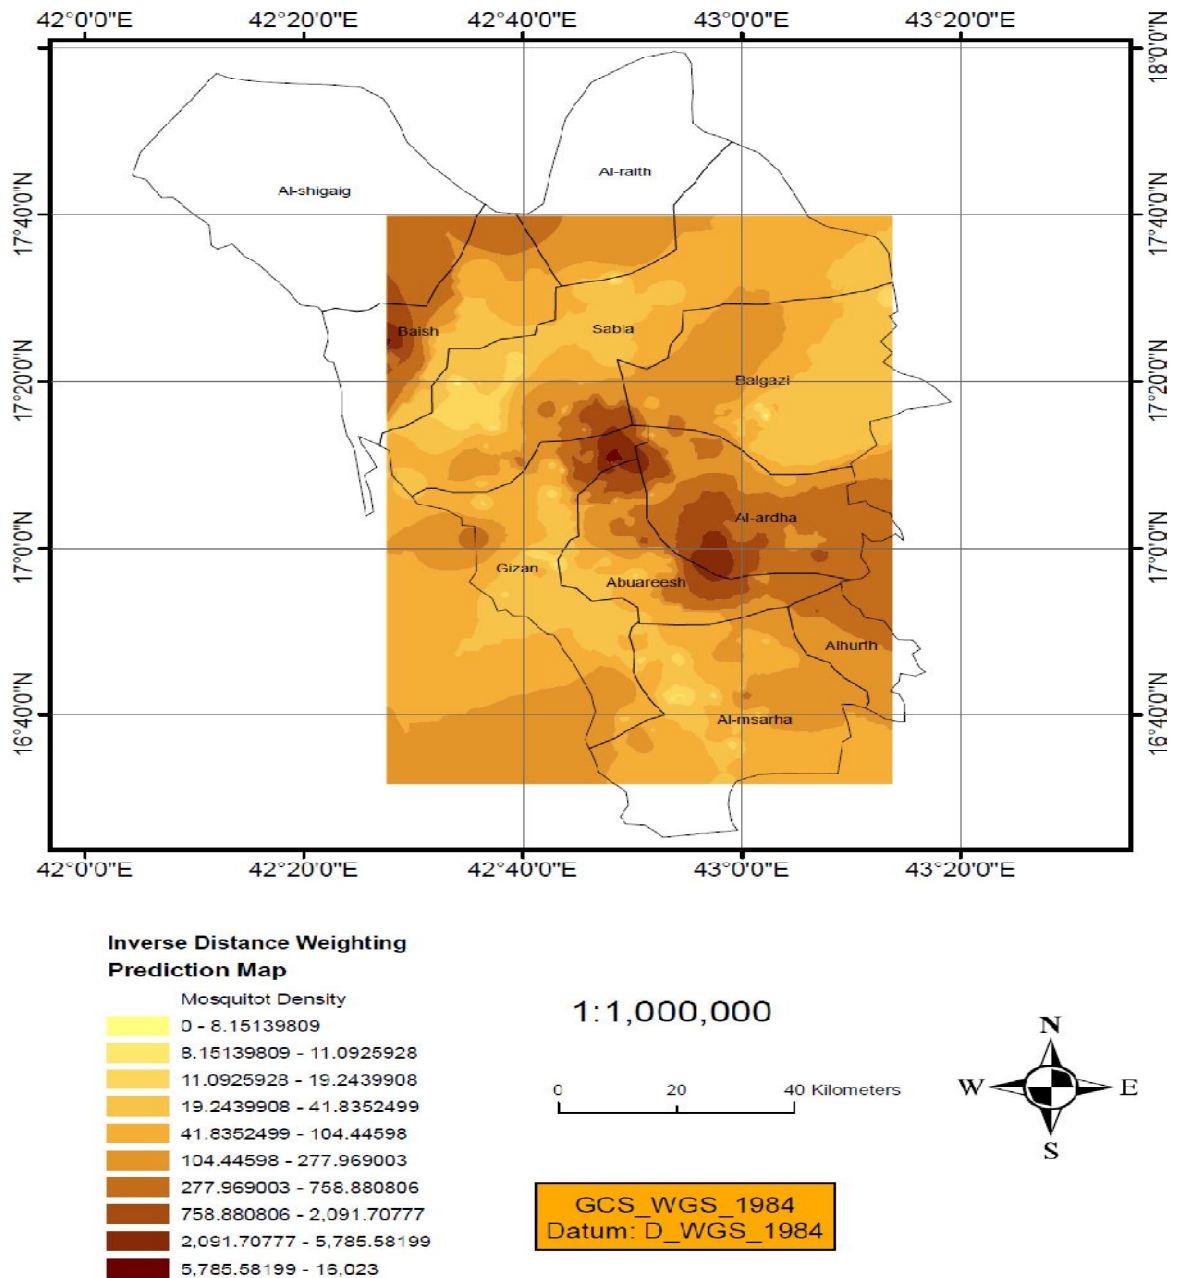 42°0'0"E 42°20'0"E 42°40'0"E 43°0'0"E 43°20'0"E
18°0'0"N
Al-raith
Al-shigaig
17°40'0"N 17°40'0"N
Baish
Sabia
Balgazi
17°20'0"N 17°20'0"N
Al-ardha
17°0'0"N 17°0'0"N
Gizan
Abuareesh
Alhurth
16°40'0"N 16°40'0"N
Al-msarha
42°0'0"E 42°20'0"E 42°40'0"E 43°0'0"E 43°20'0"E
Inverse Distance Weighting
Prediction Map
Mosquitot Density
0 - 8.15139809
8.15139809 - 11.0925928
11.0925928 - 19.2439908
19.2439908 - 41.8352499
41.8352499 - 104.44598
104.44598 - 277.969003
277.969003 - 758.880806
758.880806 - 2,091.70777
2,091.70777 - 5,785.58199
5,785.58199 - 16,023
1:1,000,000
0 20 40 Kilometers
GCS_WGS_1984
Datum: D_WGS_1984
N
W E
S